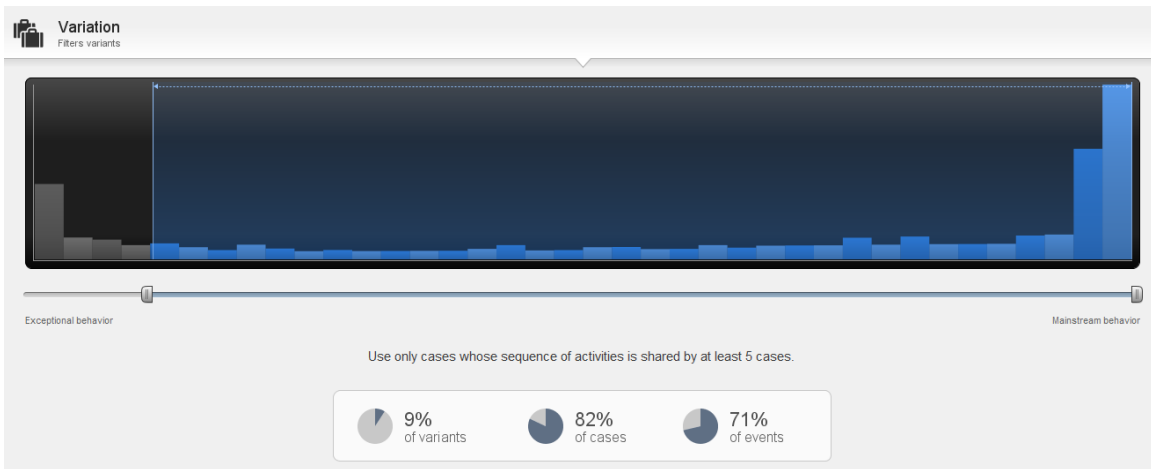 Variation
Filters variants
Exceptional behavior
Mainstream behavior
Use only cases whose sequence of activities is shared by at least 5 cases.
9%
of variants
82%
of cases
71%
of events